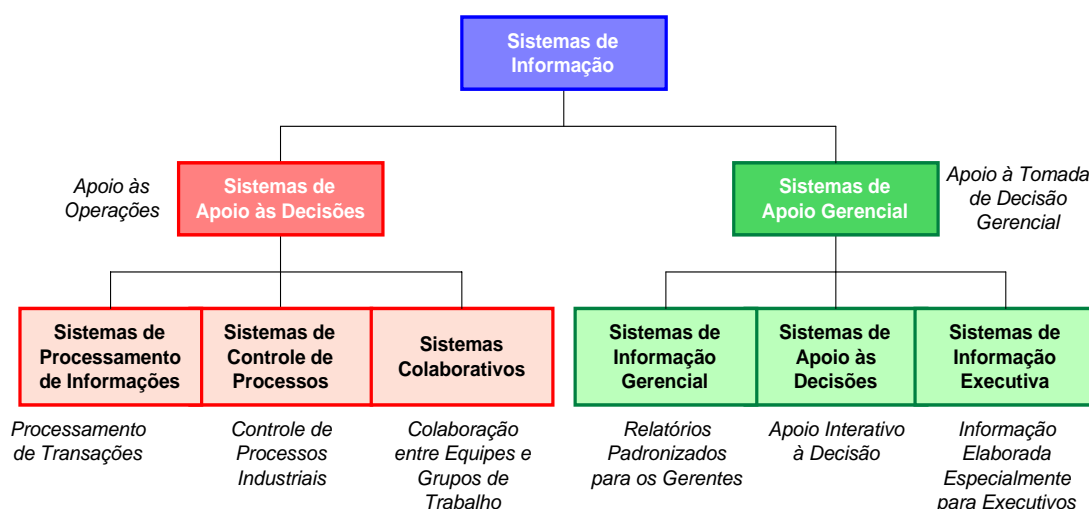 Sistemas de
Informação
Apoio às
Operações
Sistemas de
Apoio às Decisões
Sistemas de
Apoio Gerencial
Apoio à Tomada
de Decisão
Gerencial
Sistemas de
Processamento
de Informações
Sistemas de
Controle de
Processos
Sistemas
Colaborativos
Sistemas de
Informação
Gerencial
Sistemas de
Apoio às
Decisões
Sistemas de
Informação
Executiva
Processamento
de Transações
Controle de
Processos
Industriais
Colaboração
entre Equipes e
Grupos de
Trabalho
Relatórios
Padronizados
para os Gerentes
Apoio Interativo
à Decisão
Informação
Elaborada
Especialmente
para Executivos